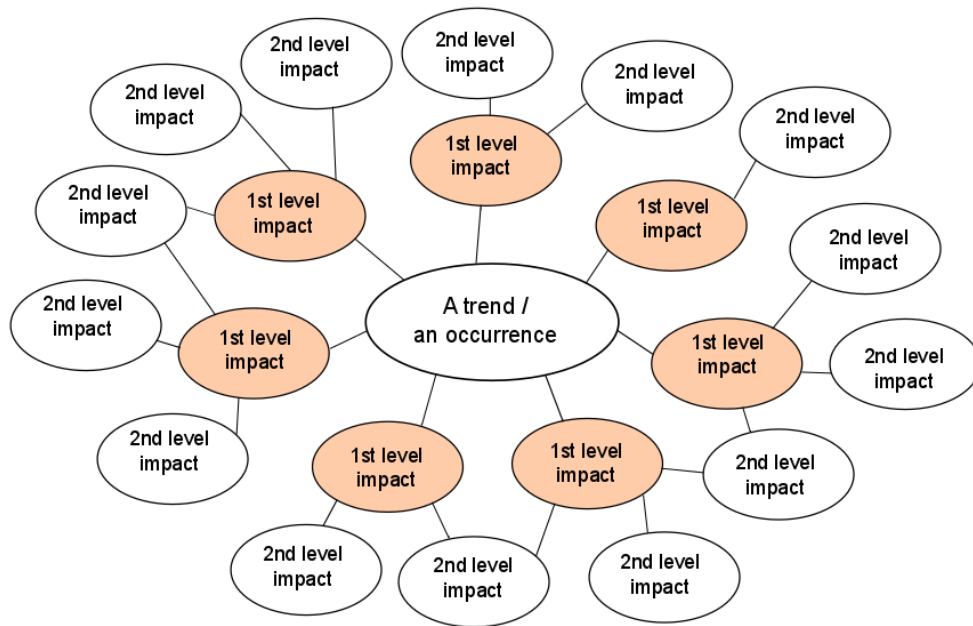 2nd level
impact
2nd level
impact
2nd level
impact
2nd level
impact
2nd level
impact
1st level
impact
2nd level
impact
1st level
impact
1st level
impact
2nd level
impact
2nd level
impact
A trend /
an occurrence
2nd level
impact
1st level
impact
1st level
impact
2nd level
impact
2nd level
impact
1st level
impact
1st level
impact
2nd level
impact
2nd level
impact
2nd level
impact
2nd level
impact